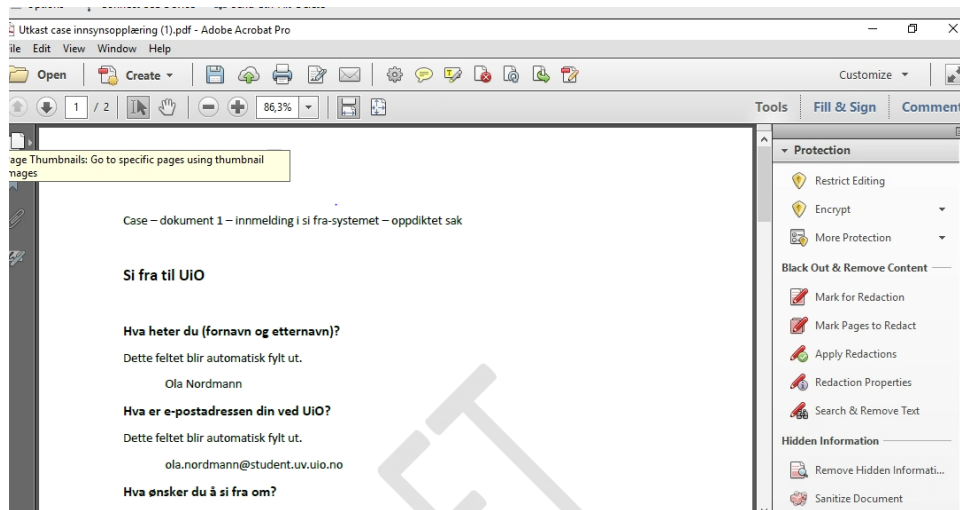 Utkast case innsynsopplæring (1).pdf - Adobe Acrobat Pro
File Edit View Window Help
Open Create Customize
1 / 2 86,3% Tools Fill & Sign Comment
age Thumbnails: Go to specific pages using thumbnail
mages
Case – dokument 1 – innmelding i si fra-systemet – oppdiktet sak
Si fra til UiO
Hva heter du (fornavn og etternavn)?
Dette feltet blir automatisk fylt ut.
Ola Nordmann
Hva er e-postadressen din ved UiO?
Dette feltet blir automatisk fylt ut.
ola.nordmann@student.uv.uio.no
Hva ønsker du å si fra om?
Protection
Restrict Editing
Encrypt
More Protection
Black Out & Remove Content
Mark for Redaction
Mark Pages to Redact
Apply Redactions
Redaction Properties
Search & Remove Text
Hidden Information
Remove Hidden Informati...
Sanitize Document